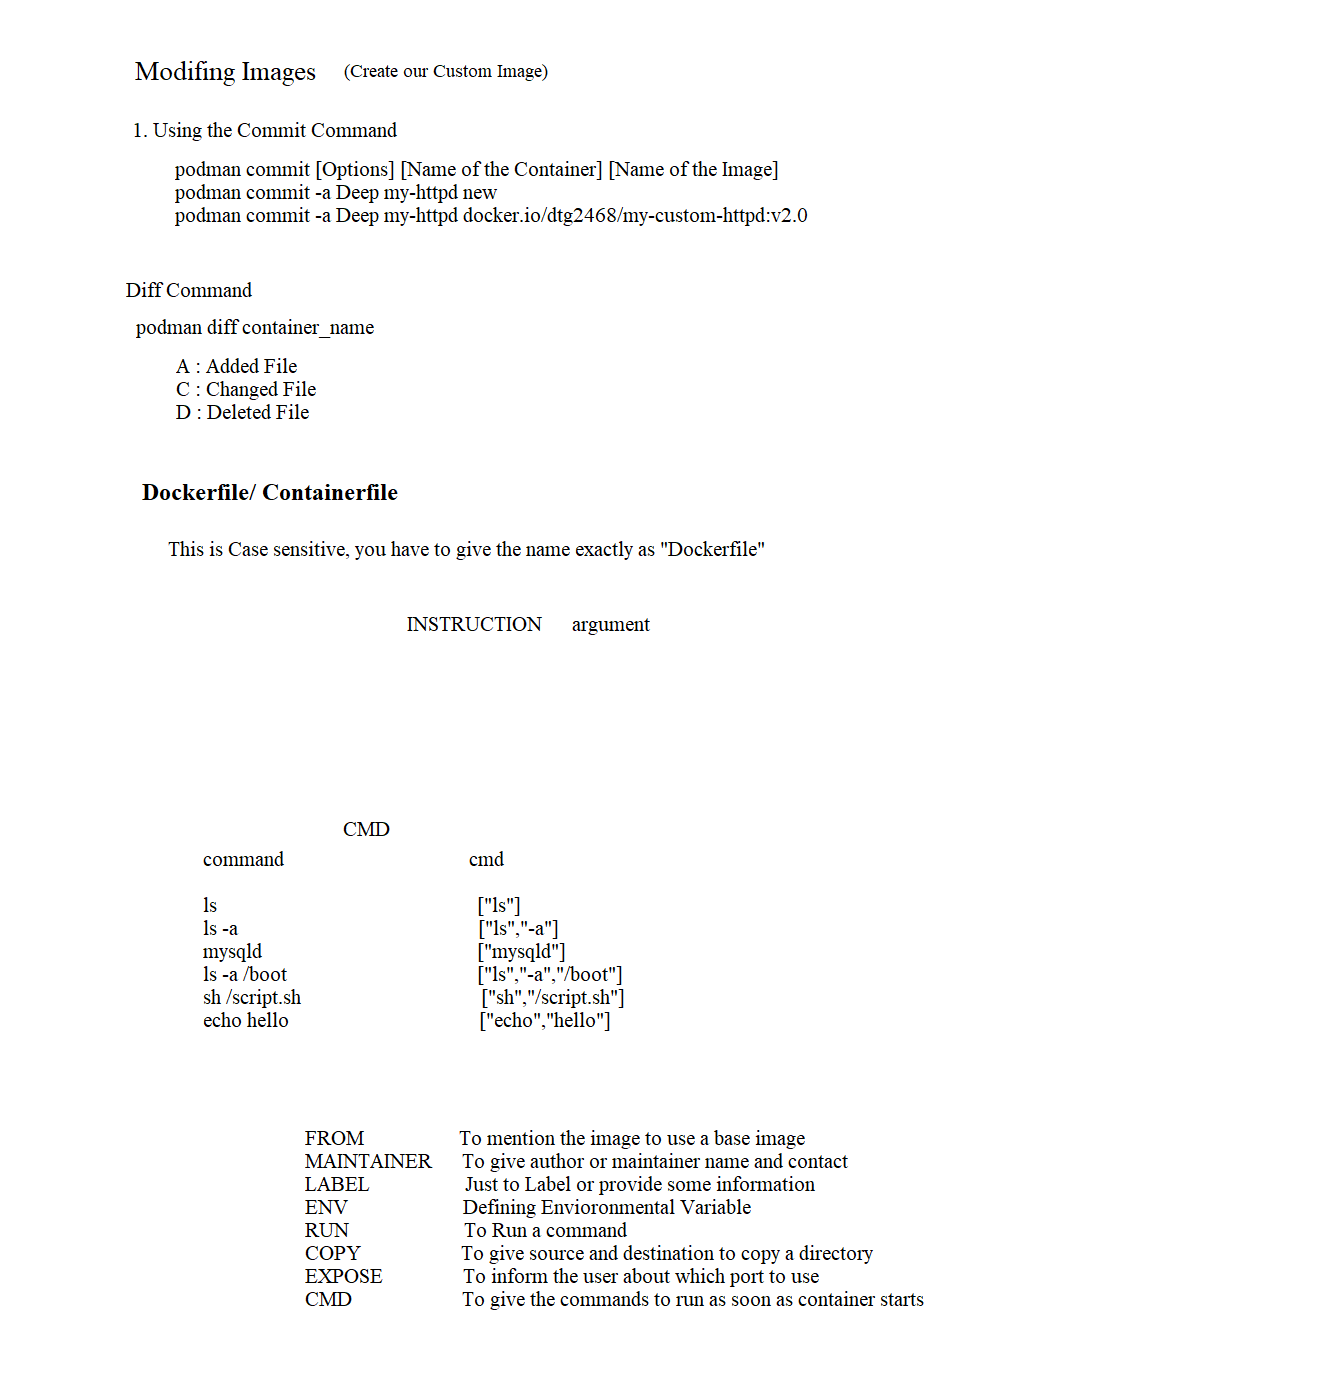 Modifing Images (Create our Custom Image)
1. Using the Commit Command
podman commit [Options] [Name of the Container] [Name of the Image]
podman commit -a Deep my-httpd new
podman commit -a Deep my-httpd docker.io/dtg2468/my-custom-httpd:v2.0
Diff Command
podman diff container_name
A : Added File
C : Changed File
D : Deleted File
Dockerfile/ Containerfile
This is Case sensitive, you have to give the name exactly as "Dockerfile"
INSTRUCTION argument
CMD
command cmd
ls ["ls"]
ls -a ["ls","-a"]
mysqld ["mysqld"]
ls -a /boot ["ls","-a","/boot"]
sh /script.sh ["sh","/script.sh"]
echo hello ["echo","hello"]
FROM To mention the image to use a base image
MAINTAINER To give author or maintainer name and contact
LABEL Just to Label or provide some information
ENV Defining Envioronmental Variable
RUN To Run a command
COPY To give source and destination to copy a directory
EXPOSE To inform the user about which port to use
CMD To give the commands to run as soon as container starts